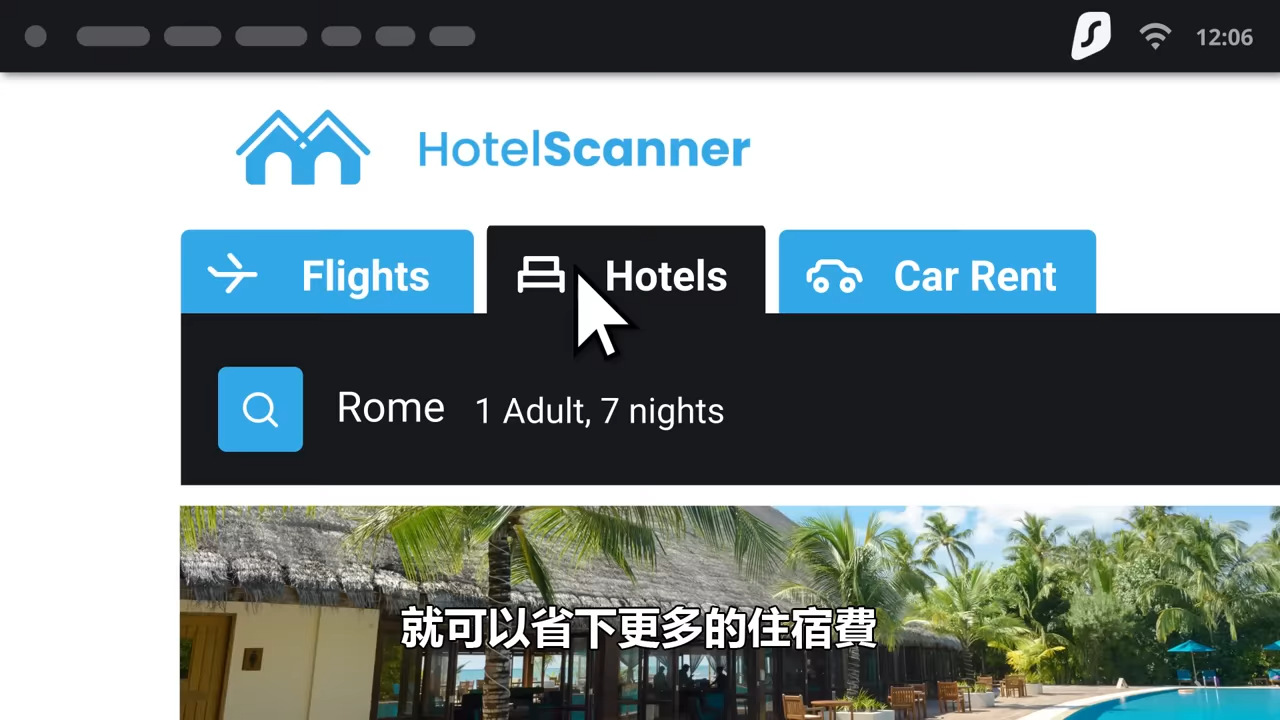 12:06
HotelScanner
Flights
Hotels
Car Rent
Rome 1 Adult, 7 nights
就可以省下更多的住宿費